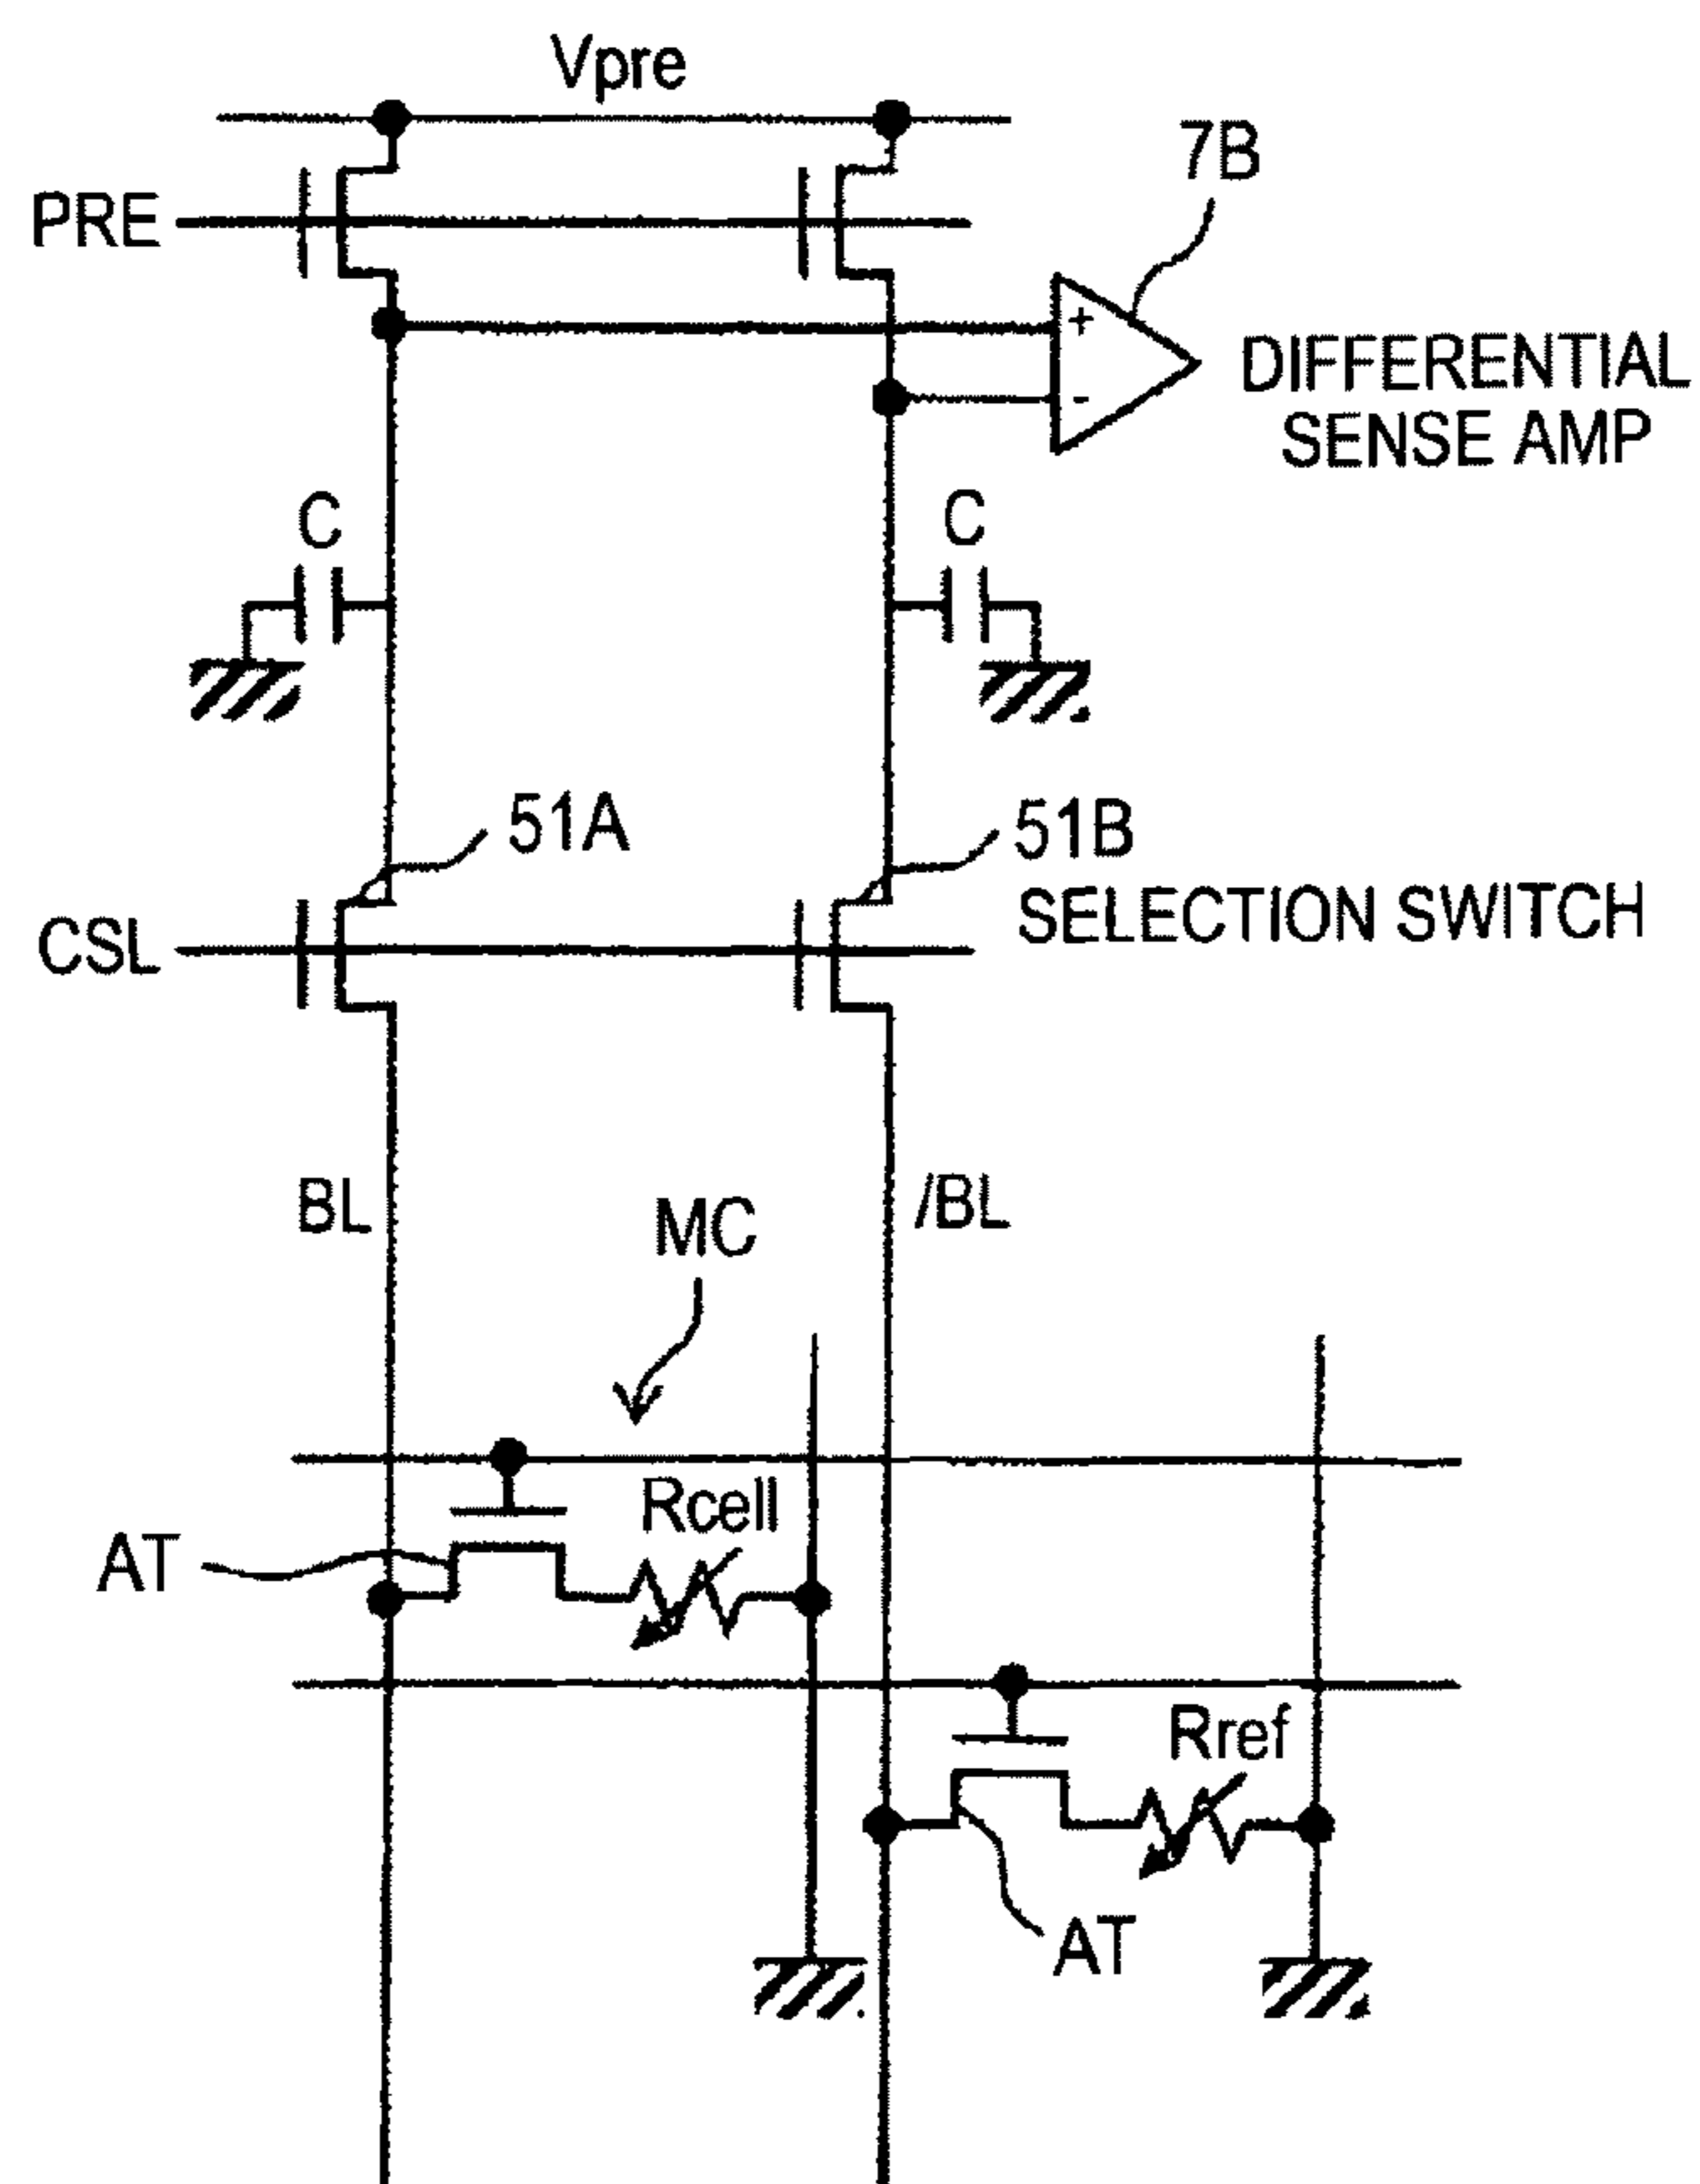 Vpre
7B
PRE
+
-
DIFFERENTIAL
SENSE AMP
C
C
51A
51B
SELECTION SWITCH
CSL
BL
MC
/BL
Rcell
AT
Rref
AT